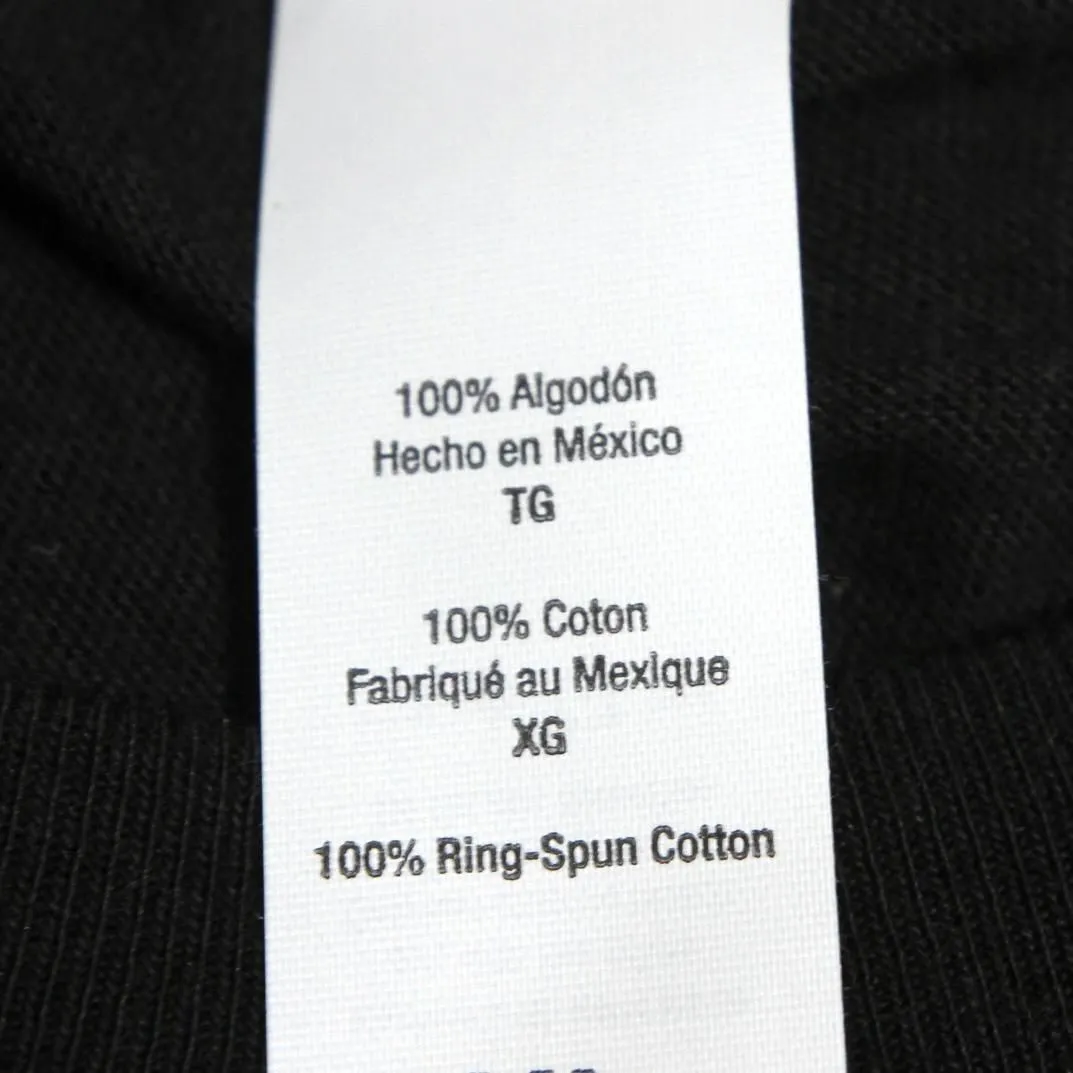 100% Algodón
Hecho en México
TG
100% Coton
Fabriqué au Mexique
XG
100% Ring-Spun Cotton